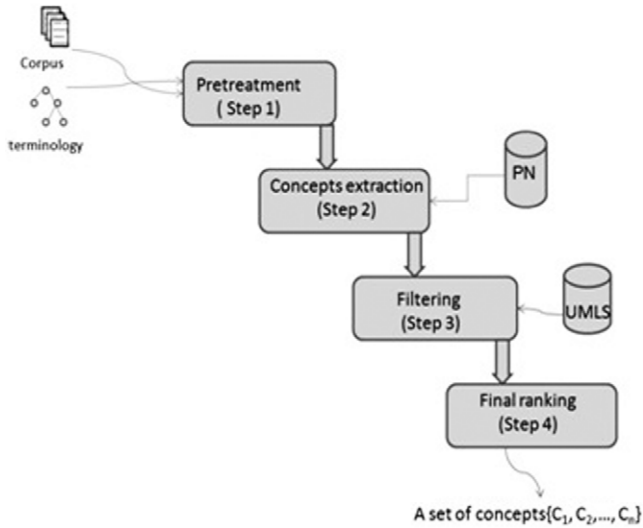 Corpus
terminology
Pretreatment
( Step 1)
Concepts extraction
(Step 2)
PN
Filtering
(Step 3)
UMLS
Final ranking
(Step 4)
A set of concepts{C₁, C₂,..., Cₙ}